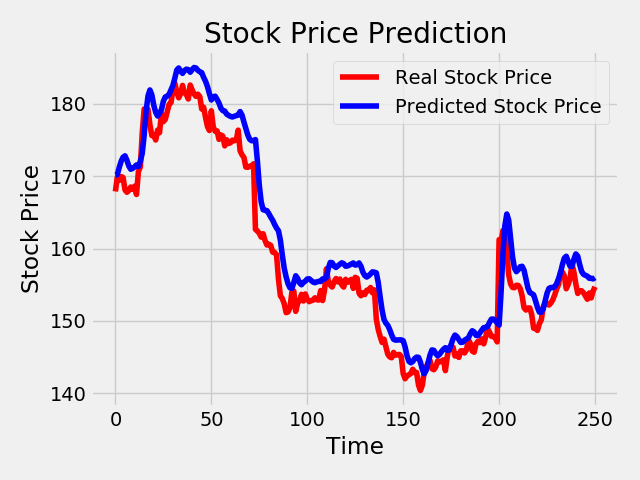 Stock Price Prediction
Real Stock Price
Predicted Stock Price
Stock Price
180
170
160
150
140
0 50 100 150 200 250
Time